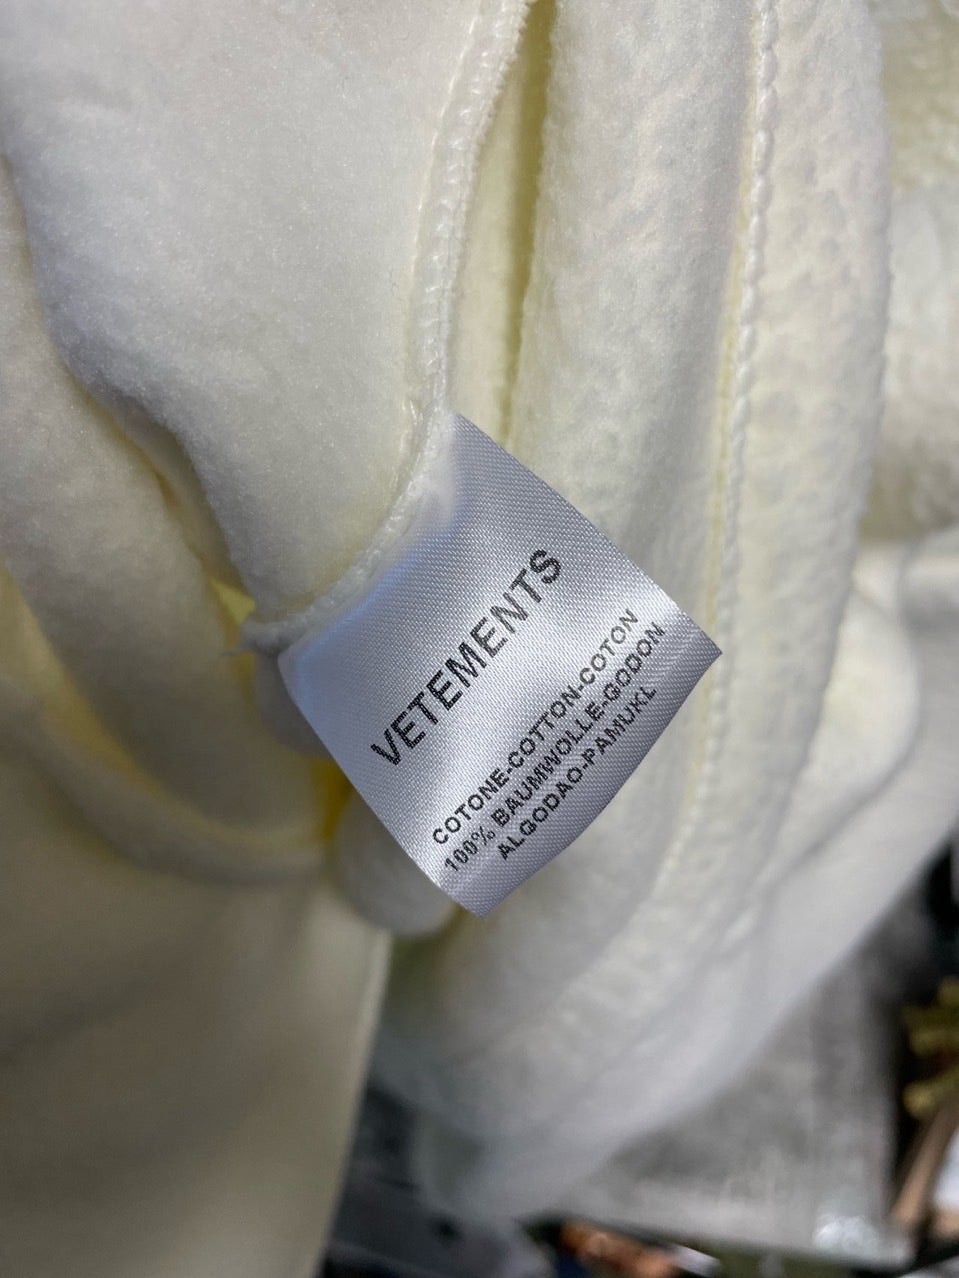 VETEMENTS
COTONE-COTTON-COTON
100% BAUMWOLLE-GODON
ALGODAO-PAMUKL